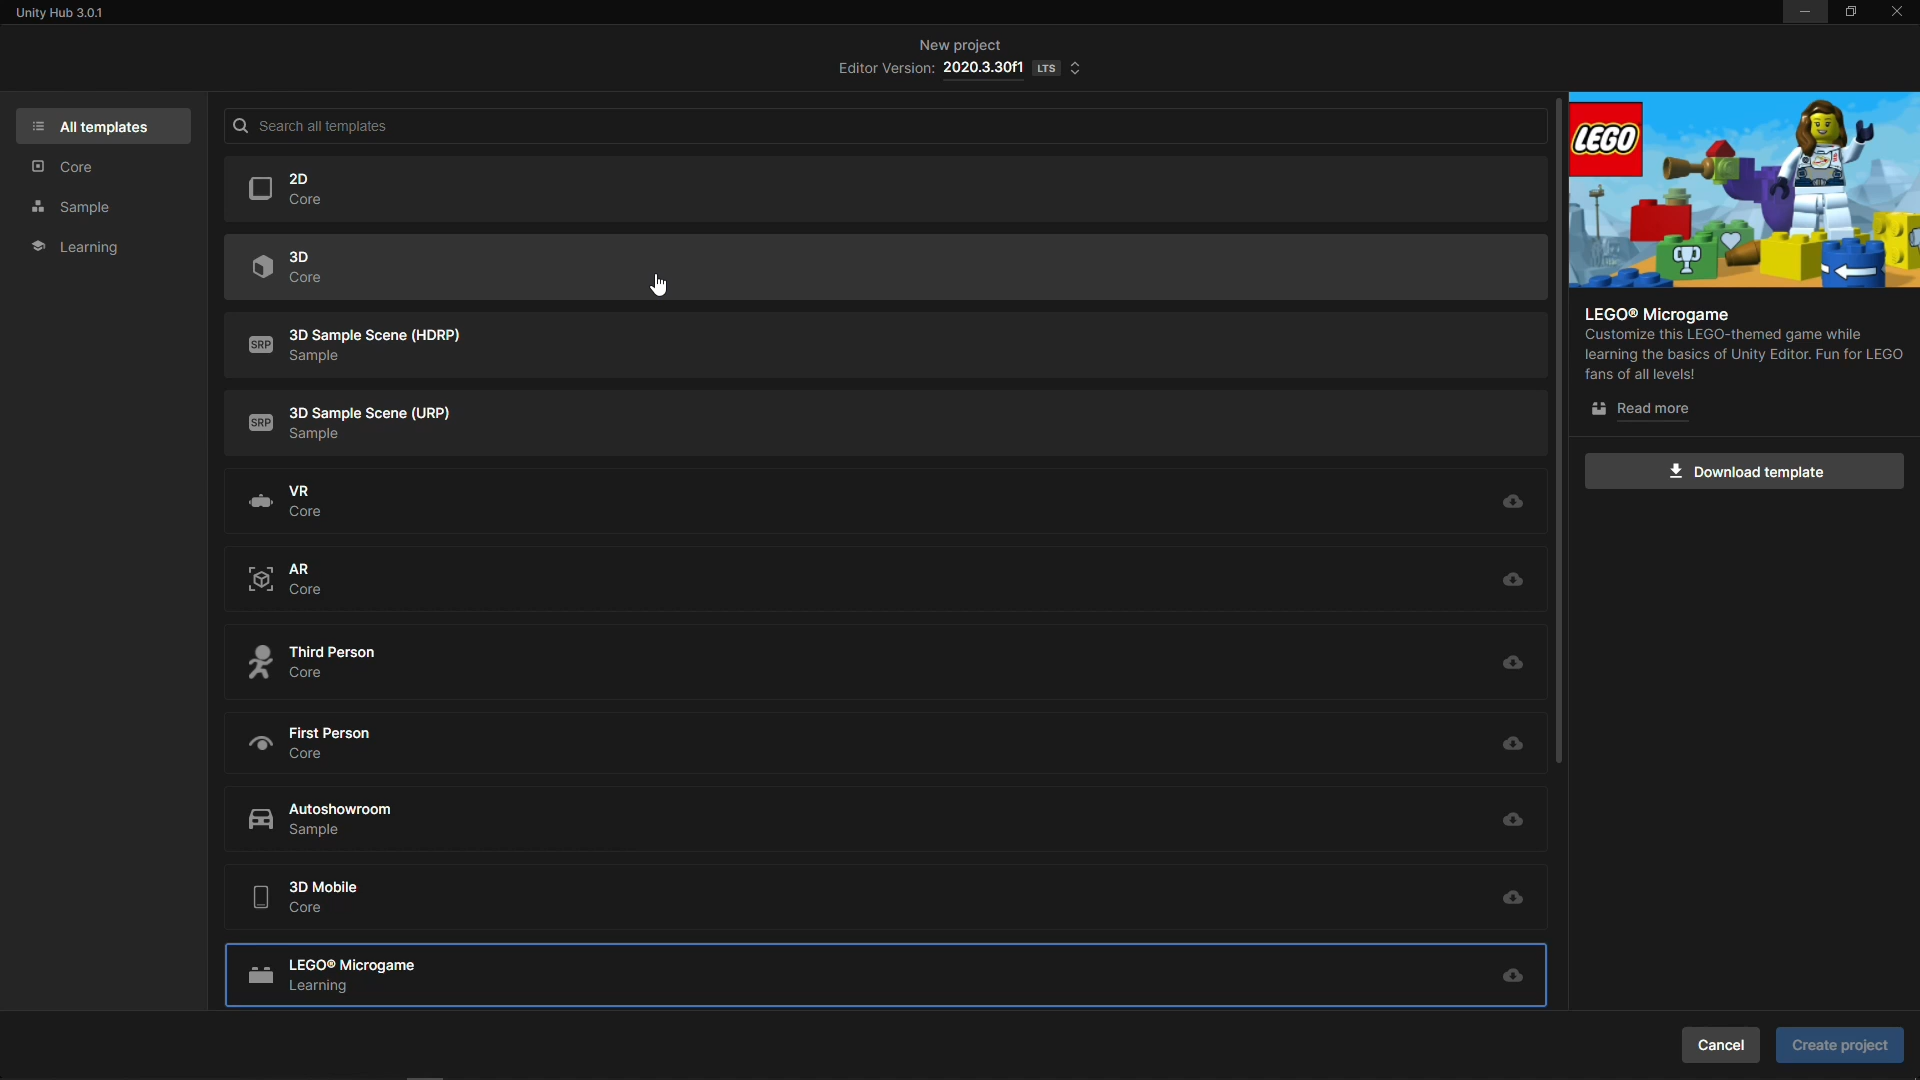 Unity Hub 3.0.1
New project
Editor Version: 2020.3.30f1 LTS
All templates
Core
Sample
Learning
Search all templates
2D
Core
3D
Core
SRP
3D Sample Scene (HDRP)
Sample
SRP
3D Sample Scene (URP)
Sample
VR
Core
AR
Core
Third Person
Core
First Person
Core
Autoshowroom
Sample
3D Mobile
Core
LEGO® Microgame
Learning
LEGO
LEGO® Microgame
Customize this LEGO-themed game while
learning the basics of Unity Editor. Fun for LEGO
fans of all levels!
Read more
Download template
Cancel
Create project